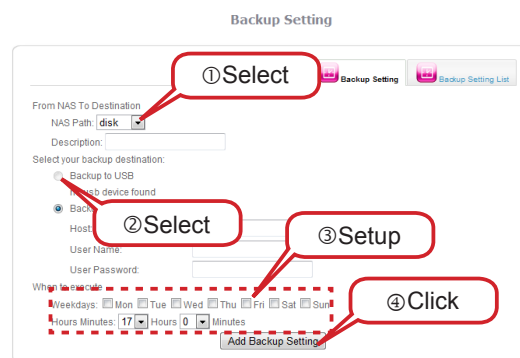 Backup Setting
①Select
Backup Setting
Backup Setting List
From NAS To Destination
NAS Path: disk
Description:
Select your backup destination:
Backup to USB
usb device found
②Select
Host:
③Setup
User Name:
User Password:
When to execute
④Click
Weekdays: Mon Tue Wed Thu Fri Sat Sun
Hours Minutes: 17 Hours 0 Minutes
Add Backup Setting